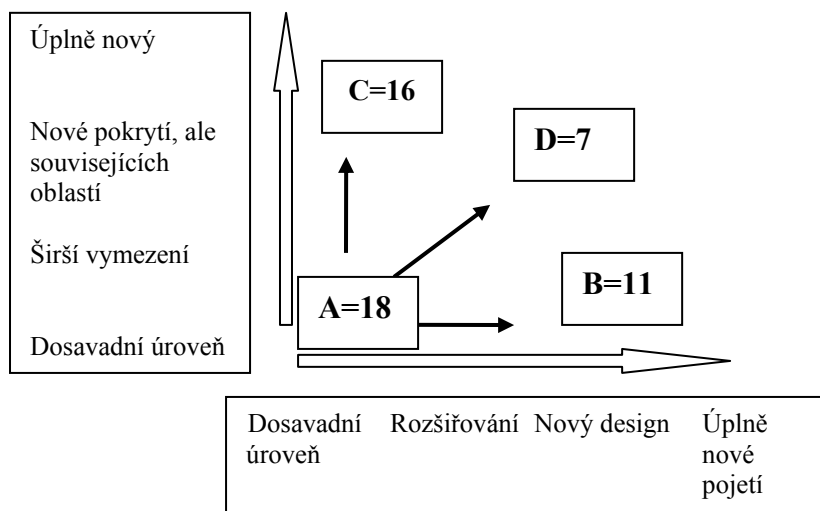 Úplně nový
Nové pokrytí, ale
souvisejících
oblastí
Širší vymezení
Dosavadní úroveň
C=16
D=7
A=18
B=11
Dosavadní
úroveň
Rozšiřování
Nový design
Úplně
nové
pojetí